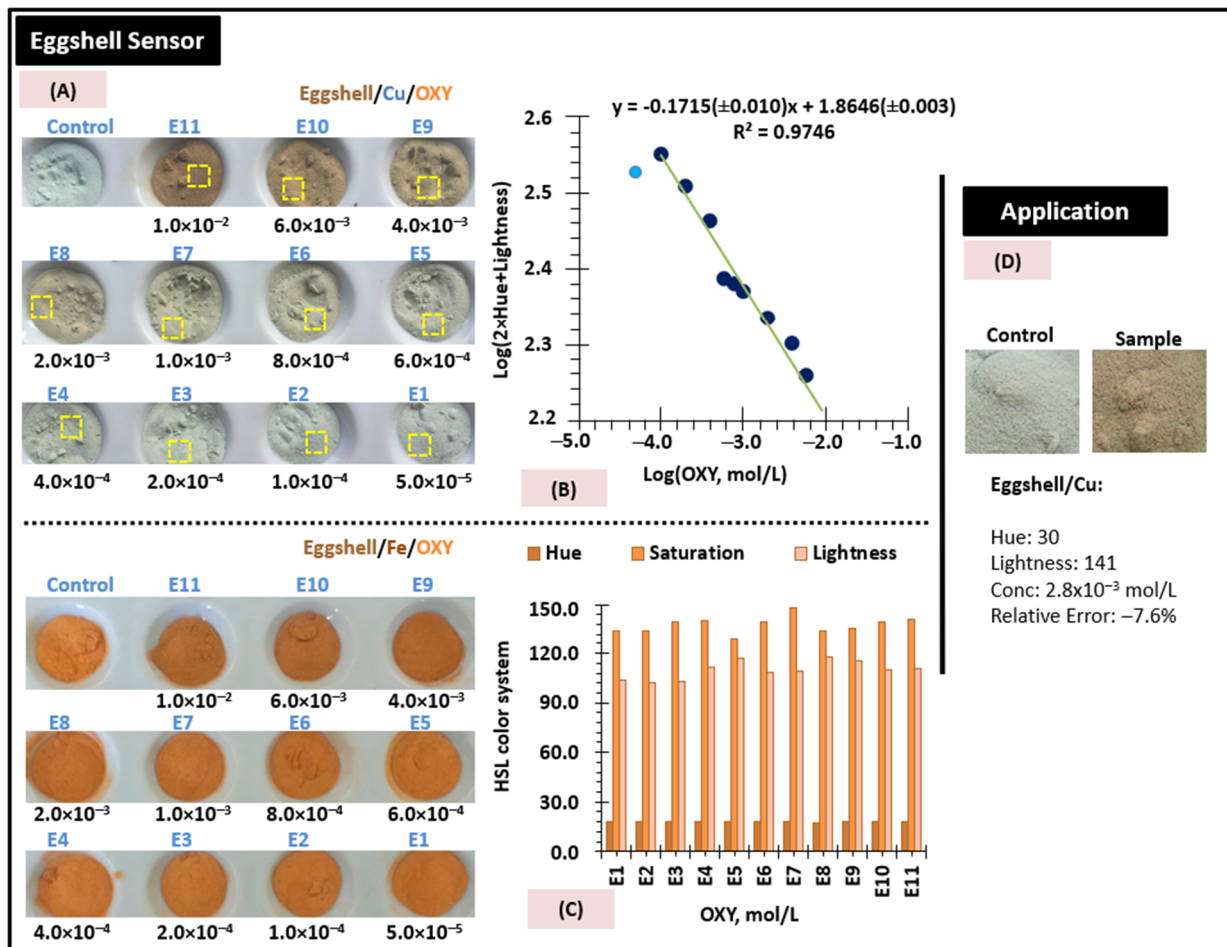 Eggshell Sensor
(A)
Eggshell/Cu/OXY
Control E11 E10 E9
1.0×10⁻² 6.0×10⁻³ 4.0×10⁻³
E8 E7 E6 E5
2.0×10⁻³ 1.0×10⁻³ 8.0×10⁻⁴ 6.0×10⁻⁴
E4 E3 E2 E1
4.0×10⁻⁴ 2.0×10⁻⁴ 1.0×10⁻⁴ 5.0×10⁻⁵
y = -0.1715(±0.010)x + 1.8646(±0.003)
R² = 0.9746
Log(2×Hue+Lightness)
2.6
2.5
2.4
2.3
2.2
–5.0 –4.0 –3.0 –2.0 –1.0
Log(OXY, mol/L)
(B)
Eggshell/Fe/OXY
Control E11 E10 E9
1.0×10⁻² 6.0×10⁻³ 4.0×10⁻³
E8 E7 E6 E5
2.0×10⁻³ 1.0×10⁻³ 8.0×10⁻⁴ 6.0×10⁻⁴
E4 E3 E2 E1
4.0×10⁻⁴ 2.0×10⁻⁴ 1.0×10⁻⁴ 5.0×10⁻⁵
Hue Saturation Lightness
HSL color system
150.0
120.0
90.0
60.0
30.0
0.0
E1 E2 E3 E4 E5 E6 E7 E8 E9 E10 E11
OXY, mol/L
(C)
Application
(D)
Control Sample
Eggshell/Cu:
Hue: 30
Lightness: 141
Conc: 2.8x10⁻³ mol/L
Relative Error: –7.6%